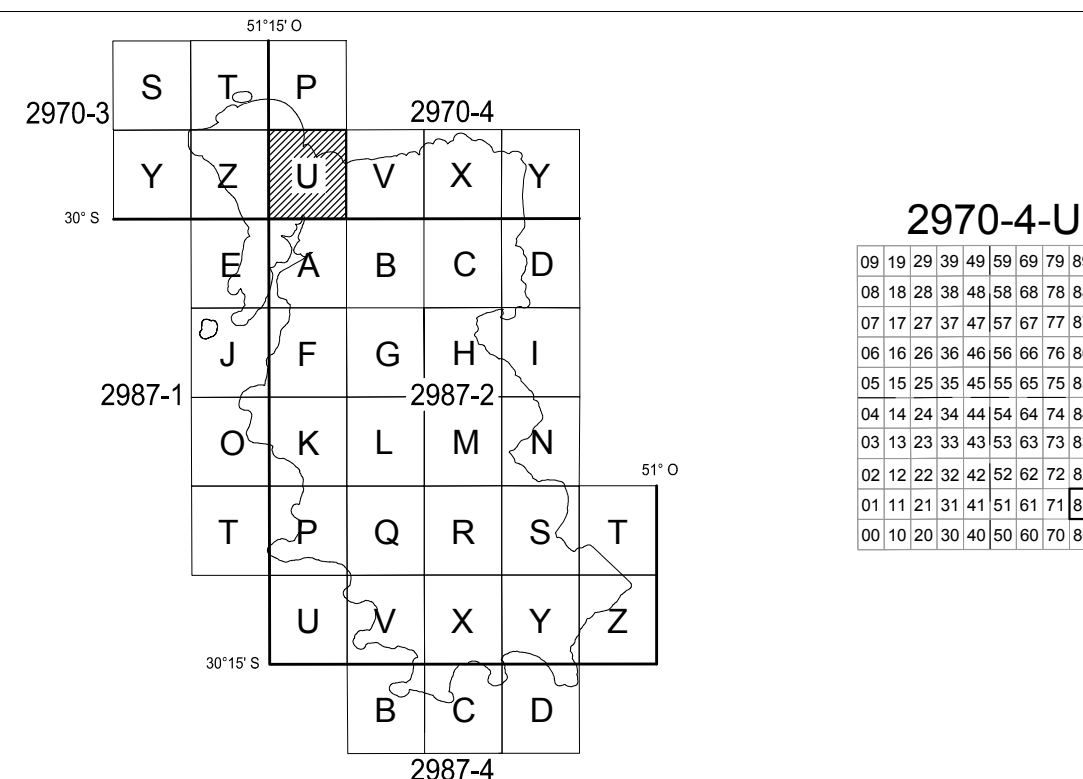 51°15' O
S T P
2970-3 2970-4
Y Z U V X Y
30° S
E A B C D
J F G H I
2987-1 2987-2
O K L M N
51° O
T P Q R S T
U V X Y Z
30°15' S
B C D
2987-4
2970-4-U
09 19 29 39 49 59 69 79
08 18 28 38 48 58 68 78
07 17 27 37 47 57 67 77
06 16 26 36 46 56 66 76
05 15 25 35 45 55 65 75
04 14 24 34 44 54 64 74
03 13 23 33 43 53 63 73
02 12 22 32 42 52 62 72
01 11 21 31 41 51 61 71
00 10 20 30 40 50 60 70